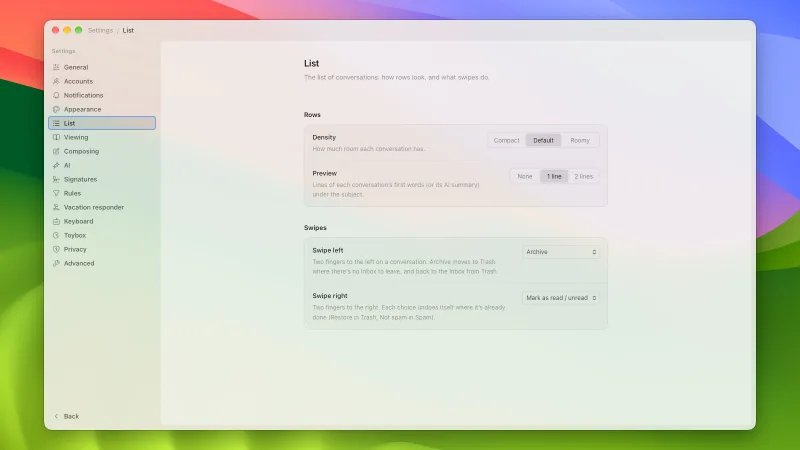 Settings | List
Settings
General
Accounts
Notifications
Appearance
List
Viewing
Composing
AI
Signatures
Rules
Vacation responder
Keyboard
Toybox
Privacy
Advanced
Back
List
The list of conversations: how rows look, and what swipes do.
Rows
Density
How much room each conversation has.
Compact Default Roomy
Preview
Lines of each conversation's first words (or its AI summary)
under the subject.
None 1 line 2 lines
Swipes
Swipe left
Two fingers to the left on a conversation. Archive moves to Trash
where there's no Inbox to leave, and back to the Inbox from Trash.
Archive
Swipe right
Two fingers to the right. Each choice undoes itself where it's already
done (Restore in Trash, Not spam in Spam).
Mark as read / unread